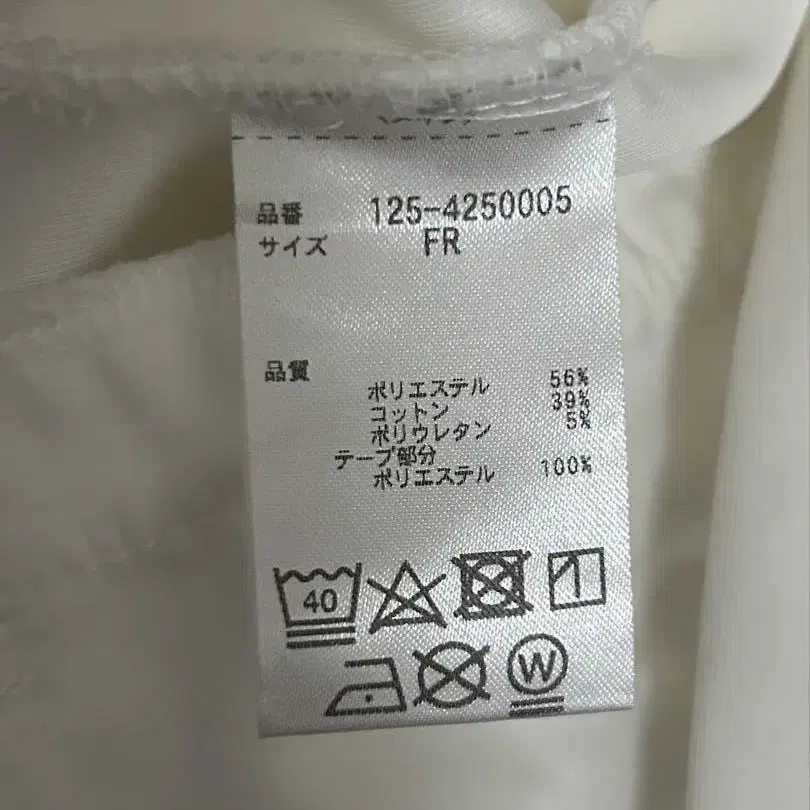 品番 125-4250005
サイズ FR
品質
ポリエステル 56%
コットン 39%
ポリウレタン 5%
テープ部分
ポリエステル 100%
40
W